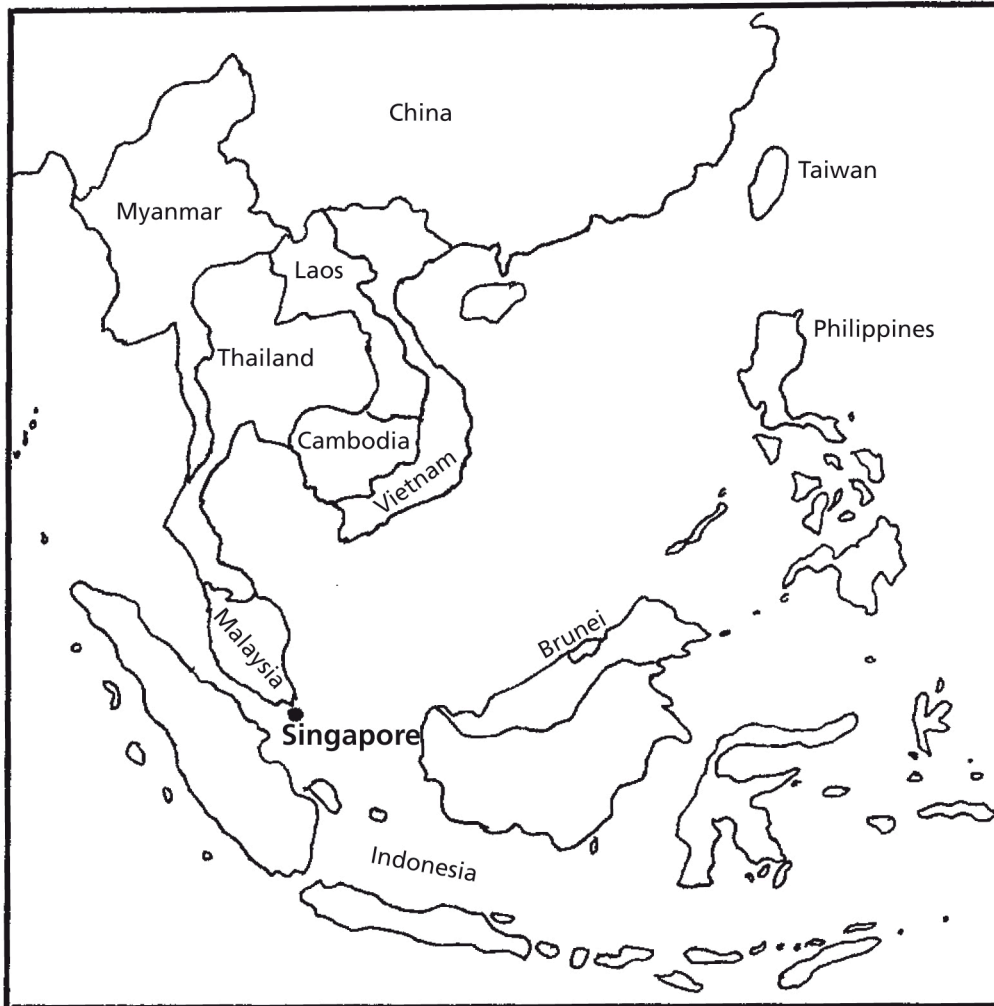 China
Taiwan
Myanmar
Laos
Philippines
Thailand
Cambodia
Vietnam
Brunei
Malaysia
Singapore
Indonesia